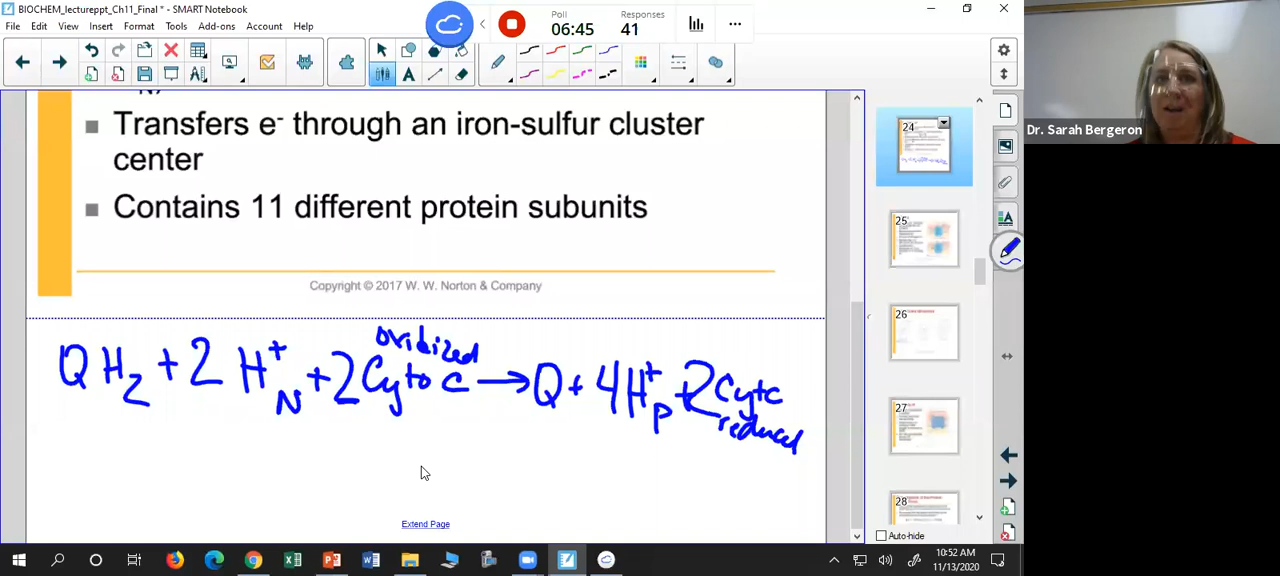 BIOCHEM_lectureppt_Ch11_Final * - SMART Notebook
Poll
06:45
Responses
41
File Edit View Insert Format Tools Add-ons Account Help
Transfers e- through an iron-sulfur cluster
center
Contains 11 different protein subunits
Copyright © 2017 W. W. Norton & Company
oxidized
QH2 + 2 H+N + 2 Cyto c → Q + 4H+P + 2 Cytc
reduced
Extend Page
24
25
26
27
28
Auto-hide
Dr. Sarah Bergeron
10:52 AM
11/13/2020